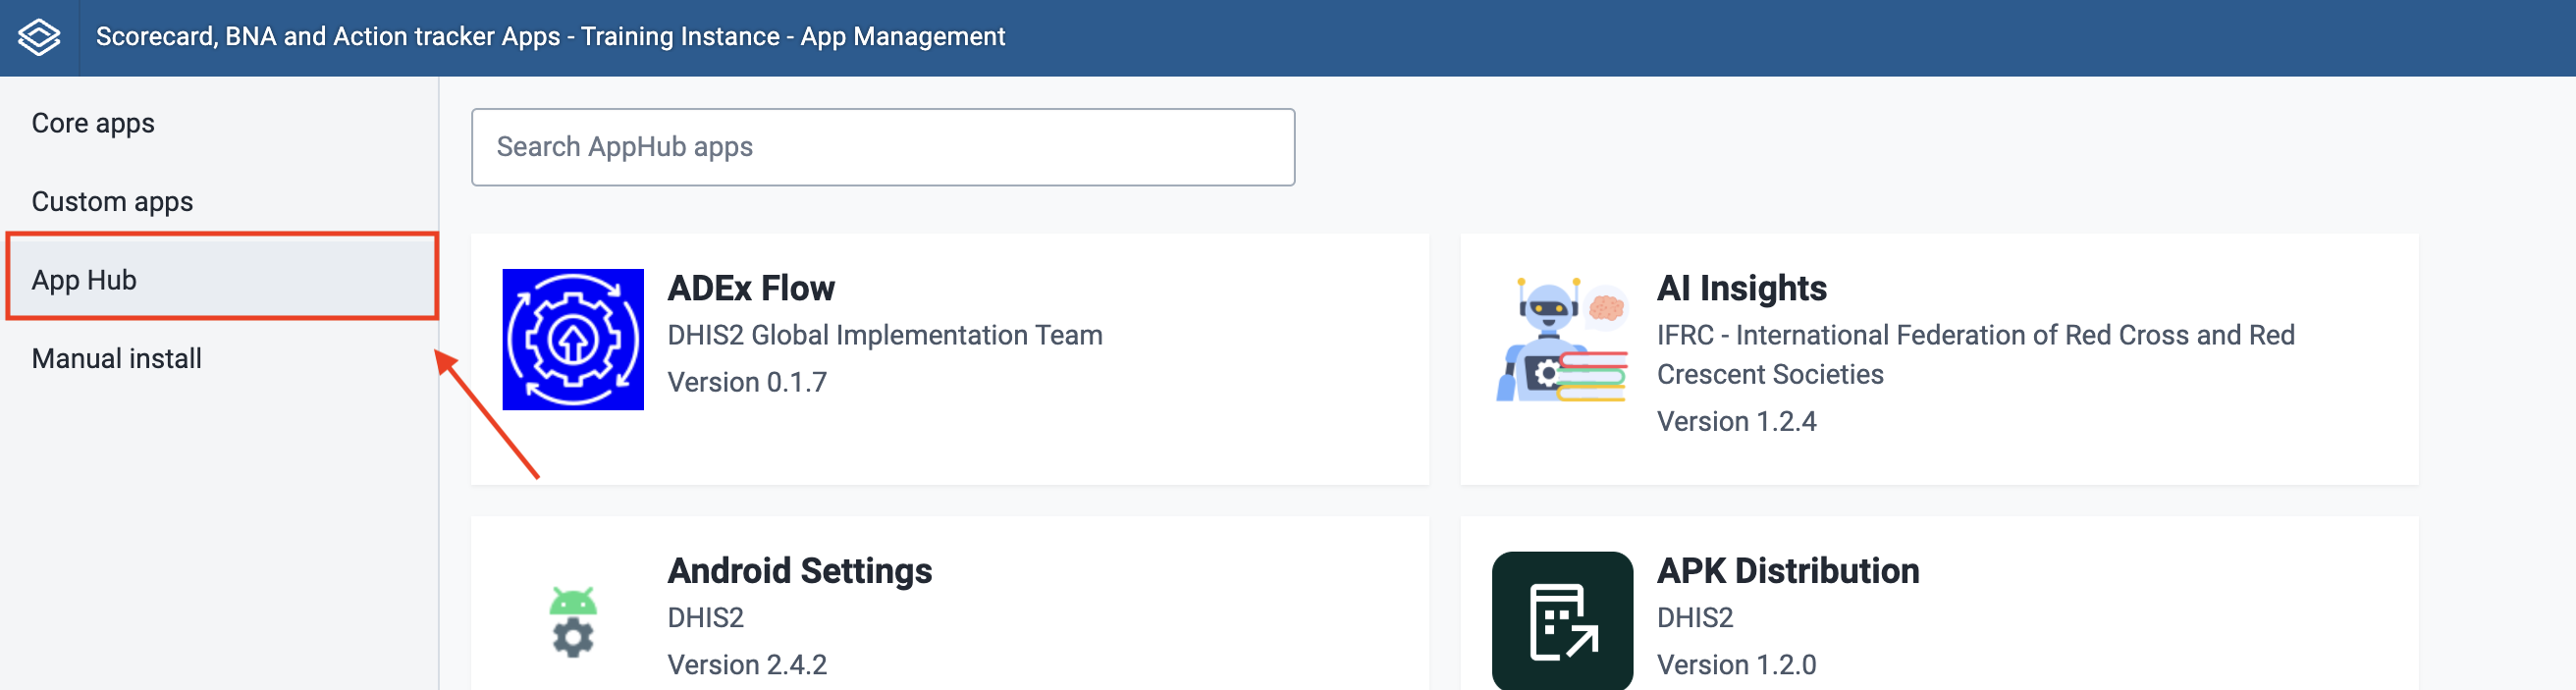 Scorecard, BNA and Action tracker Apps - Training Instance - App Management
Core apps
Custom apps
App Hub
Manual install
Search AppHub apps
ADEx Flow
DHIS2 Global Implementation Team
Version 0.1.7
AI Insights
IFRC - International Federation of Red Cross and Red
Crescent Societies
Version 1.2.4
Android Settings
DHIS2
Version 2.4.2
APK Distribution
DHIS2
Version 1.2.0